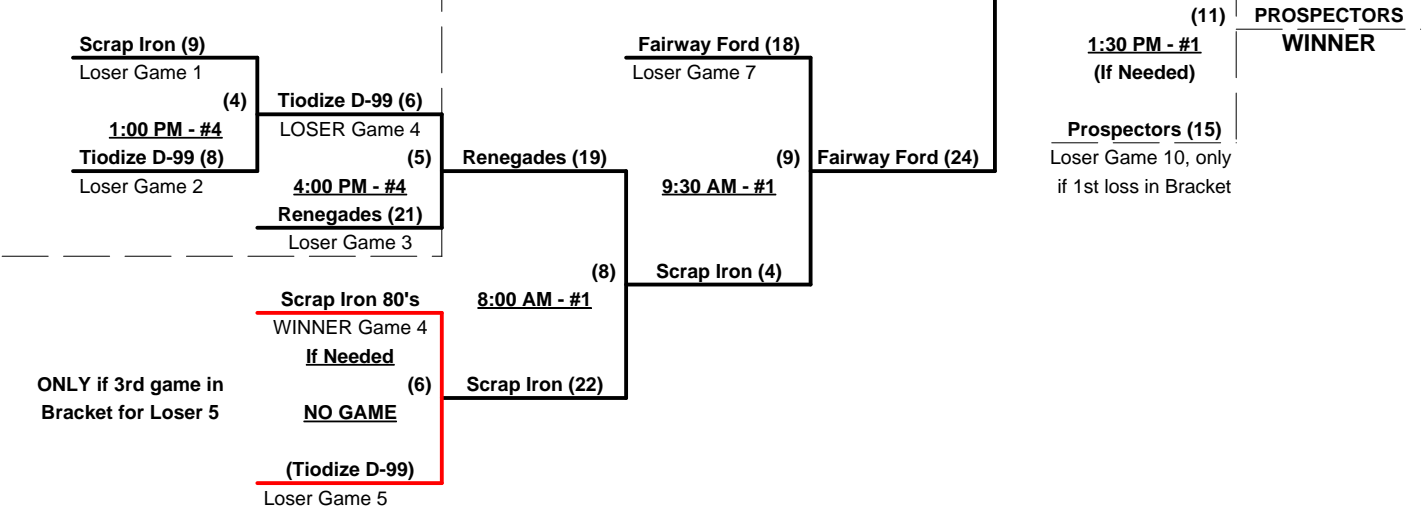 (11)
PROSPECTORS
1:30 PM - #1
WINNER
(If Needed)
Prospectors (15)
Loser Game 10, only
if 1st loss in Bracket
Scrap Iron (9)
Loser Game 1
(4)
1:00 PM - #4
Tiodize D-99 (8)
Loser Game 2
Tiodize D-99 (6)
LOSER Game 4
(5)
4:00 PM - #4
Renegades (21)
Loser Game 3
Renegades (19)
(8)
8:00 AM - #1
Scrap Iron 80's
WINNER Game 4
If Needed
ONLY if 3rd game in
Bracket for Loser 5
(6)
NO GAME
(Tiodize D-99)
Loser Game 5
Scrap Iron (22)
Fairway Ford (18)
Loser Game 7
(9)
9:30 AM - #1
Scrap Iron (4)
Fairway Ford (24)